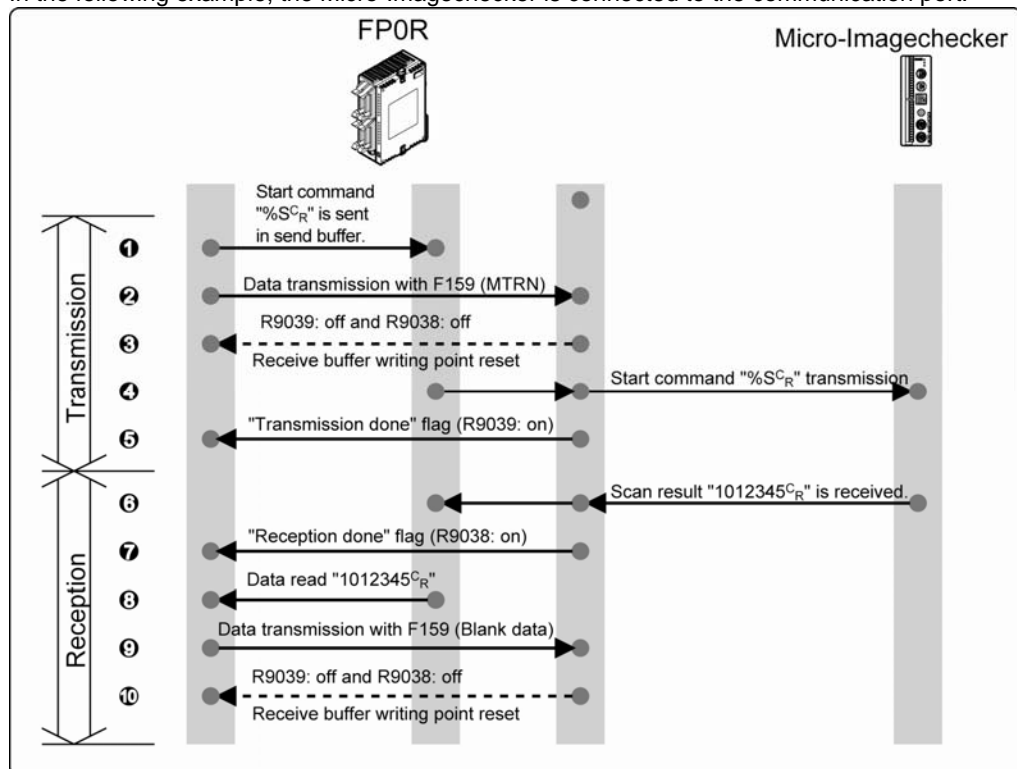 In the following example, the Micro-Imagechecker is connected to the communication port.
FP0R
Micro-Imagechecker
Start command
"%SCR" is sent
in send buffer.
Transmission
❶
❷
Data transmission with F159 (MTRN)
❸
R9039: off and R9038: off
Receive buffer writing point reset
❹
Start command "%SCR" transmission
❺
"Transmission done" flag (R9039: on)
Reception
❻
Scan result "1012345CR" is received.
❼
"Reception done" flag (R9038: on)
❽
Data read "1012345CR"
❾
Data transmission with F159 (Blank data)
❿
R9039: off and R9038: off
Receive buffer writing point reset